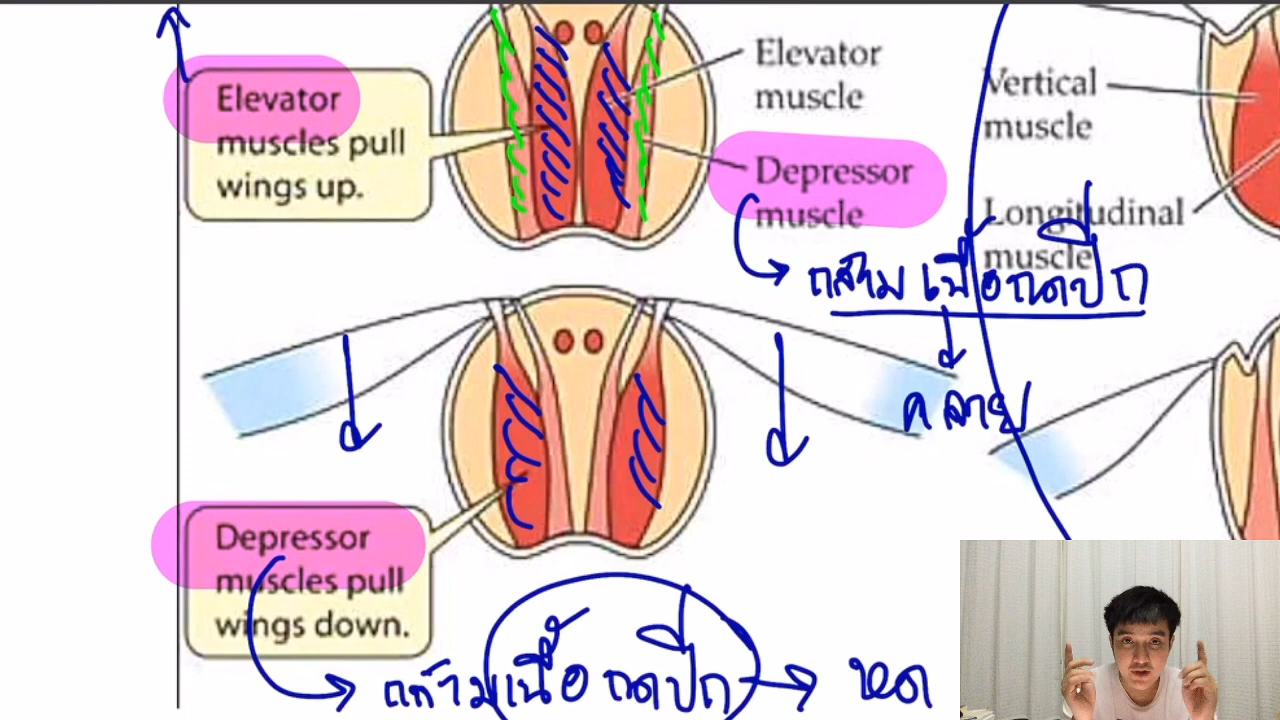 Elevator
muscles pull
wings up.
Elevator
muscle
Depressor
muscle
กล้ามเนื้อกดปีก
คลาย
Vertical
muscle
Longitudinal
muscle
Depressor
muscles pull
wings down.
กล้ามเนื้อกดปีก → หด